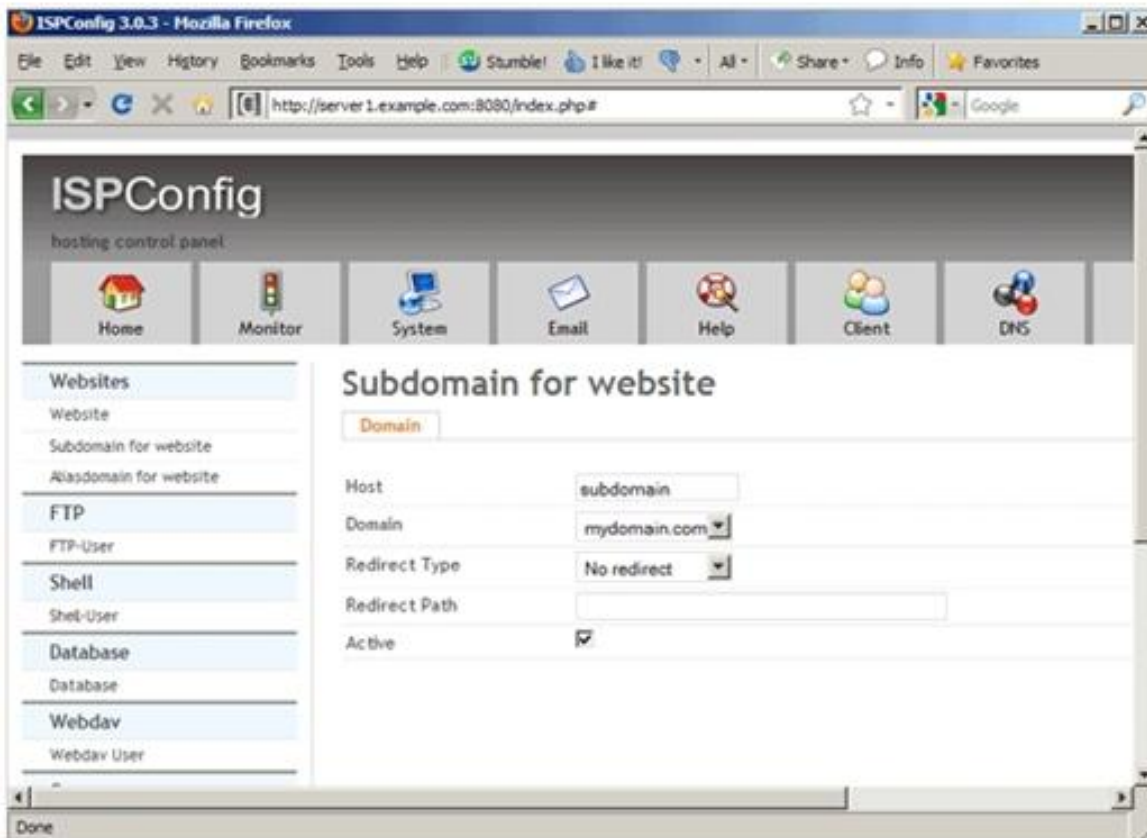 ISPConfig 3.0.3 - Mozilla Firefox
File Edit View History Bookmarks Tools Help Stumble! I like it! All Share Info Favorites
http://server1.example.com:8080/index.php# Google
ISPConfig
hosting control panel
Home Monitor System Email Help Client DNS
Websites
Website
Subdomain for website
Aliasdomain for website
FTP
FTP-User
Shell
Shell-User
Database
Database
Webdav
Webdav User
Subdomain for website
Domain
Host subdomain
Domain mydomain.com
Redirect Type No redirect
Redirect Path
Active
Done